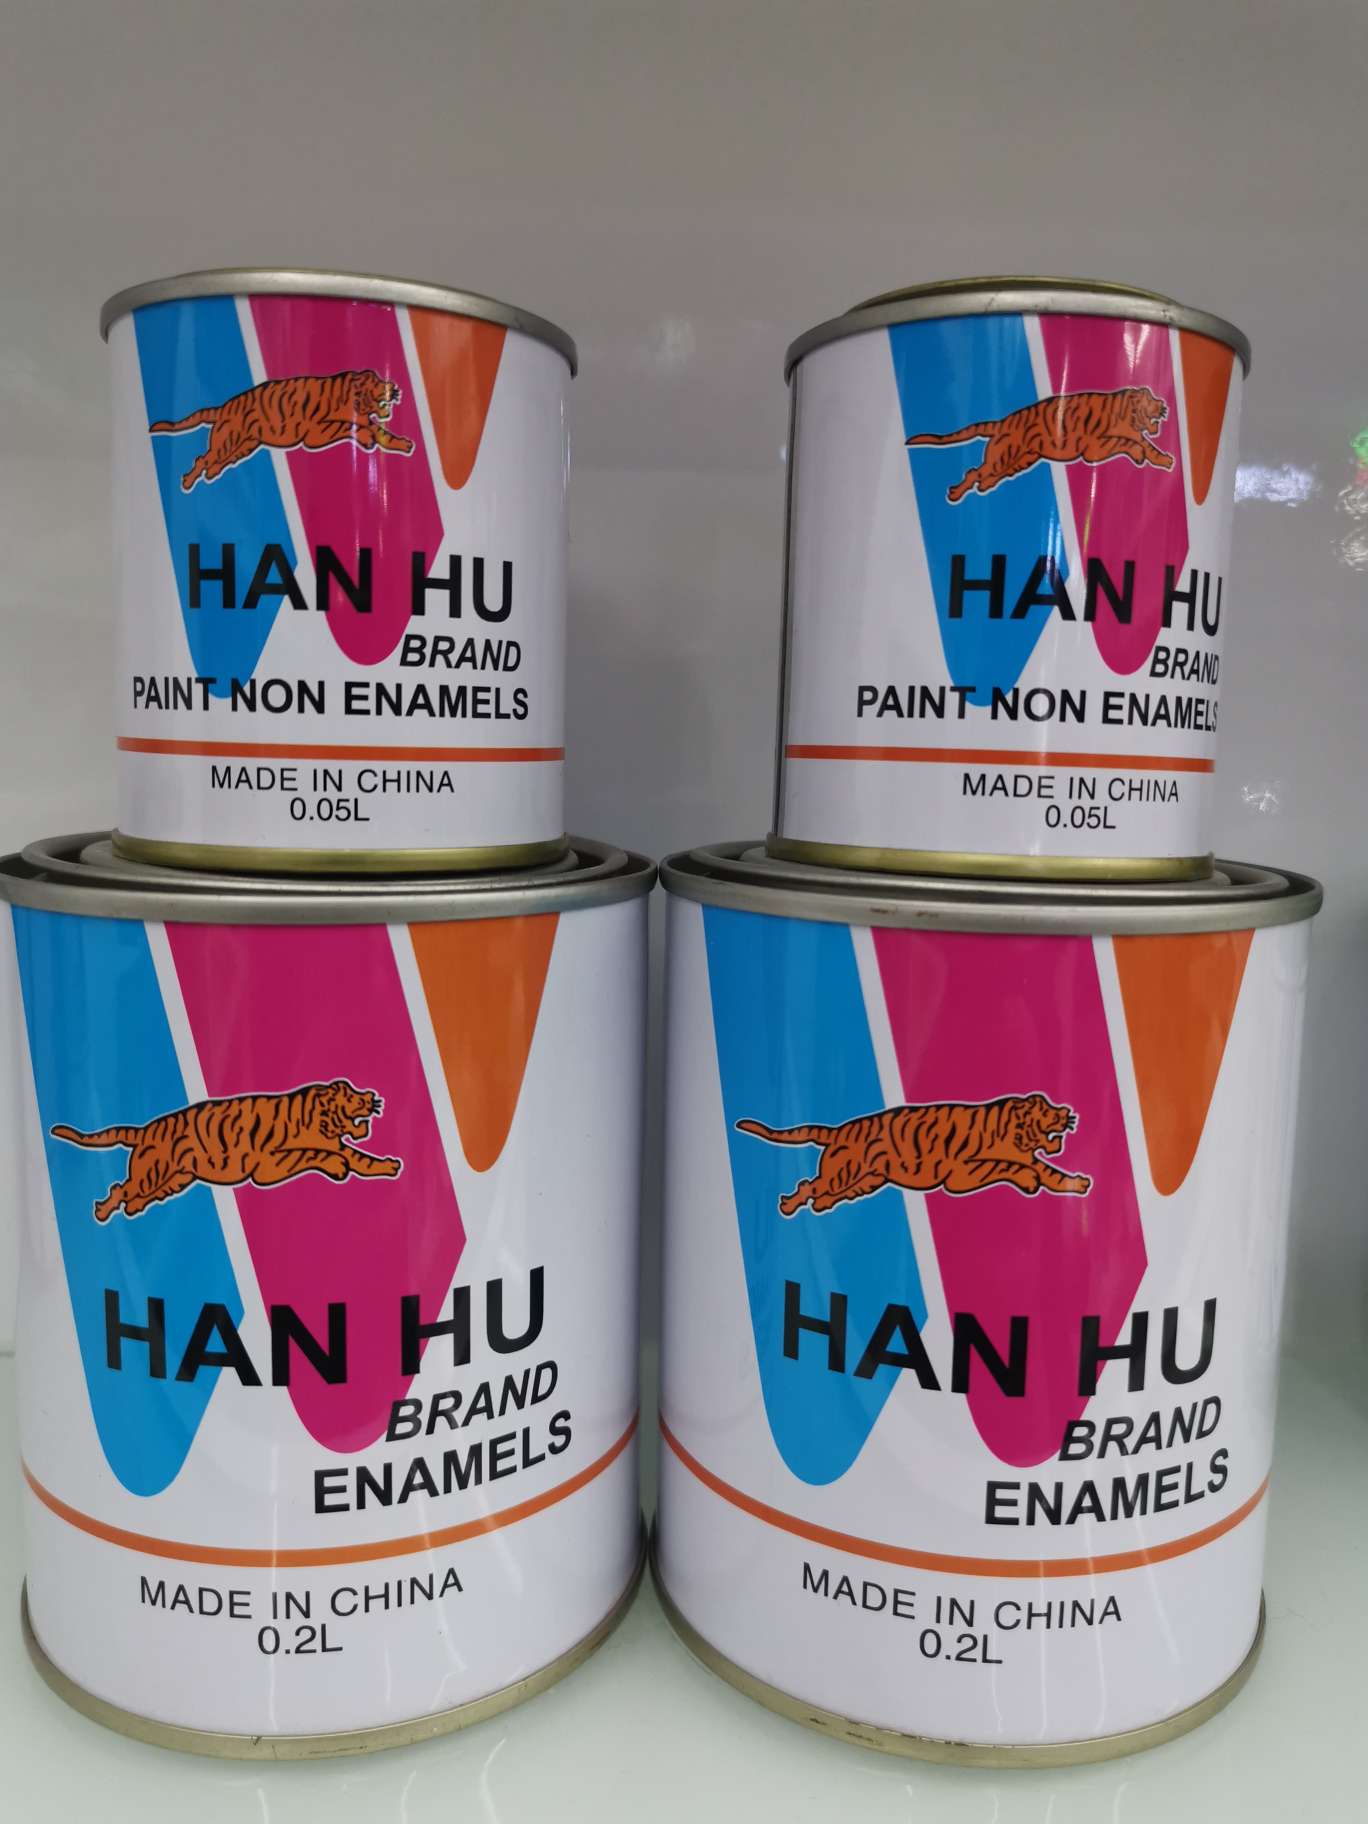 HAN HU
BRAND
PAINT NON ENAMELS
MADE IN CHINA
0.05L
HAN HU
BRAND
PAINT NON ENAMELS
MADE IN CHINA
0.05L
HAN HU
BRAND
ENAMELS
MADE IN CHINA
0.2L
HAN HU
BRAND
ENAMELS
MADE IN CHINA
0.2L